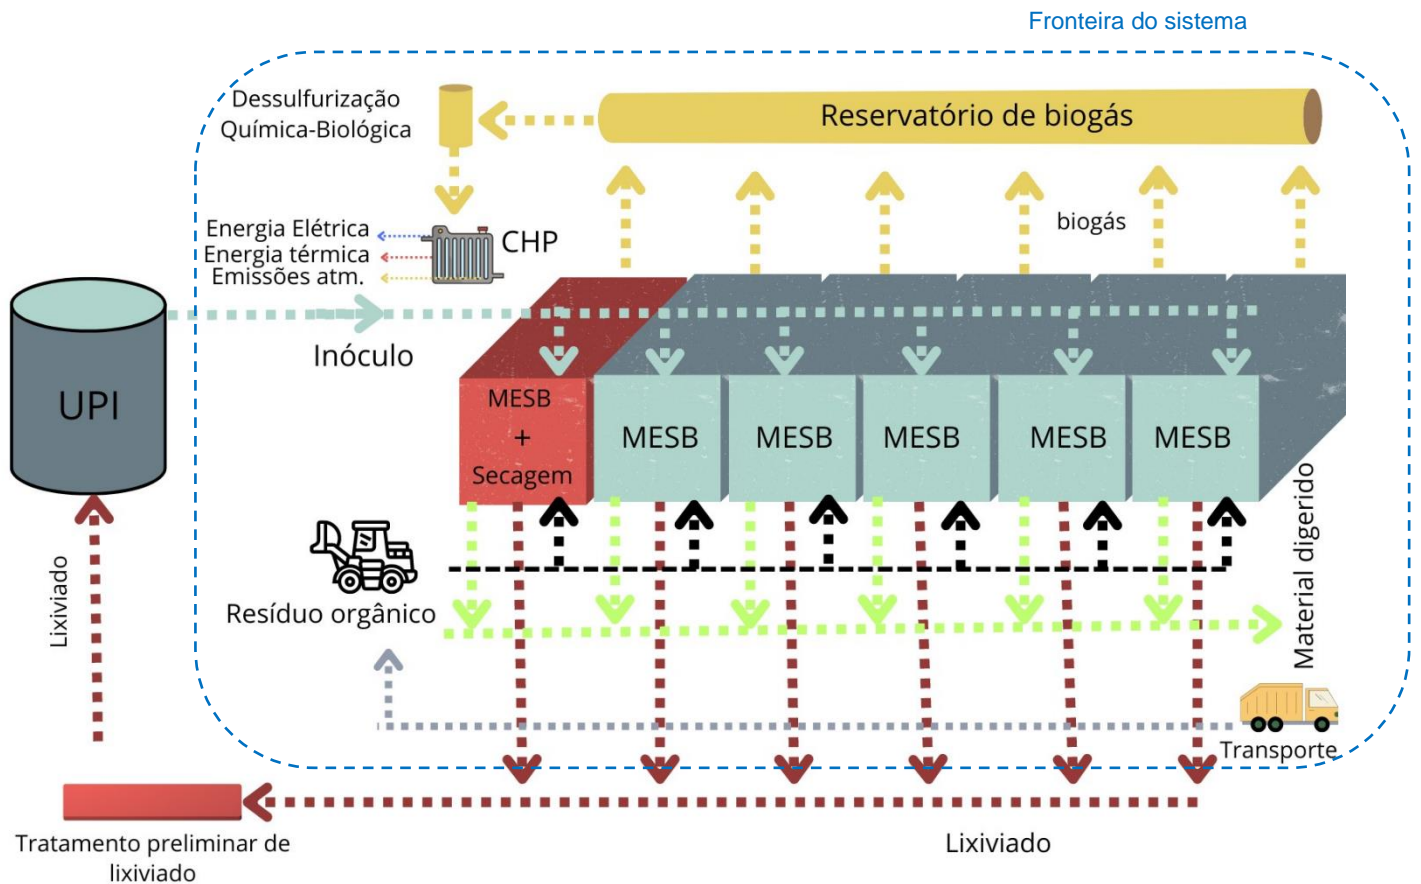 Fronteira do sistema
Dessulfurização
Química-Biológica
Reservatório de biogás
biogás
Energia Elétrica
Energia térmica
Emissões atm.
CHP
Inóculo
UPI
MESB
+
Secagem
MESB
MESB
MESB
MESB
MESB
Resíduo orgânico
Material digerido
Lixiviado
Transporte
Tratamento preliminar de
lixiviado
Lixiviado